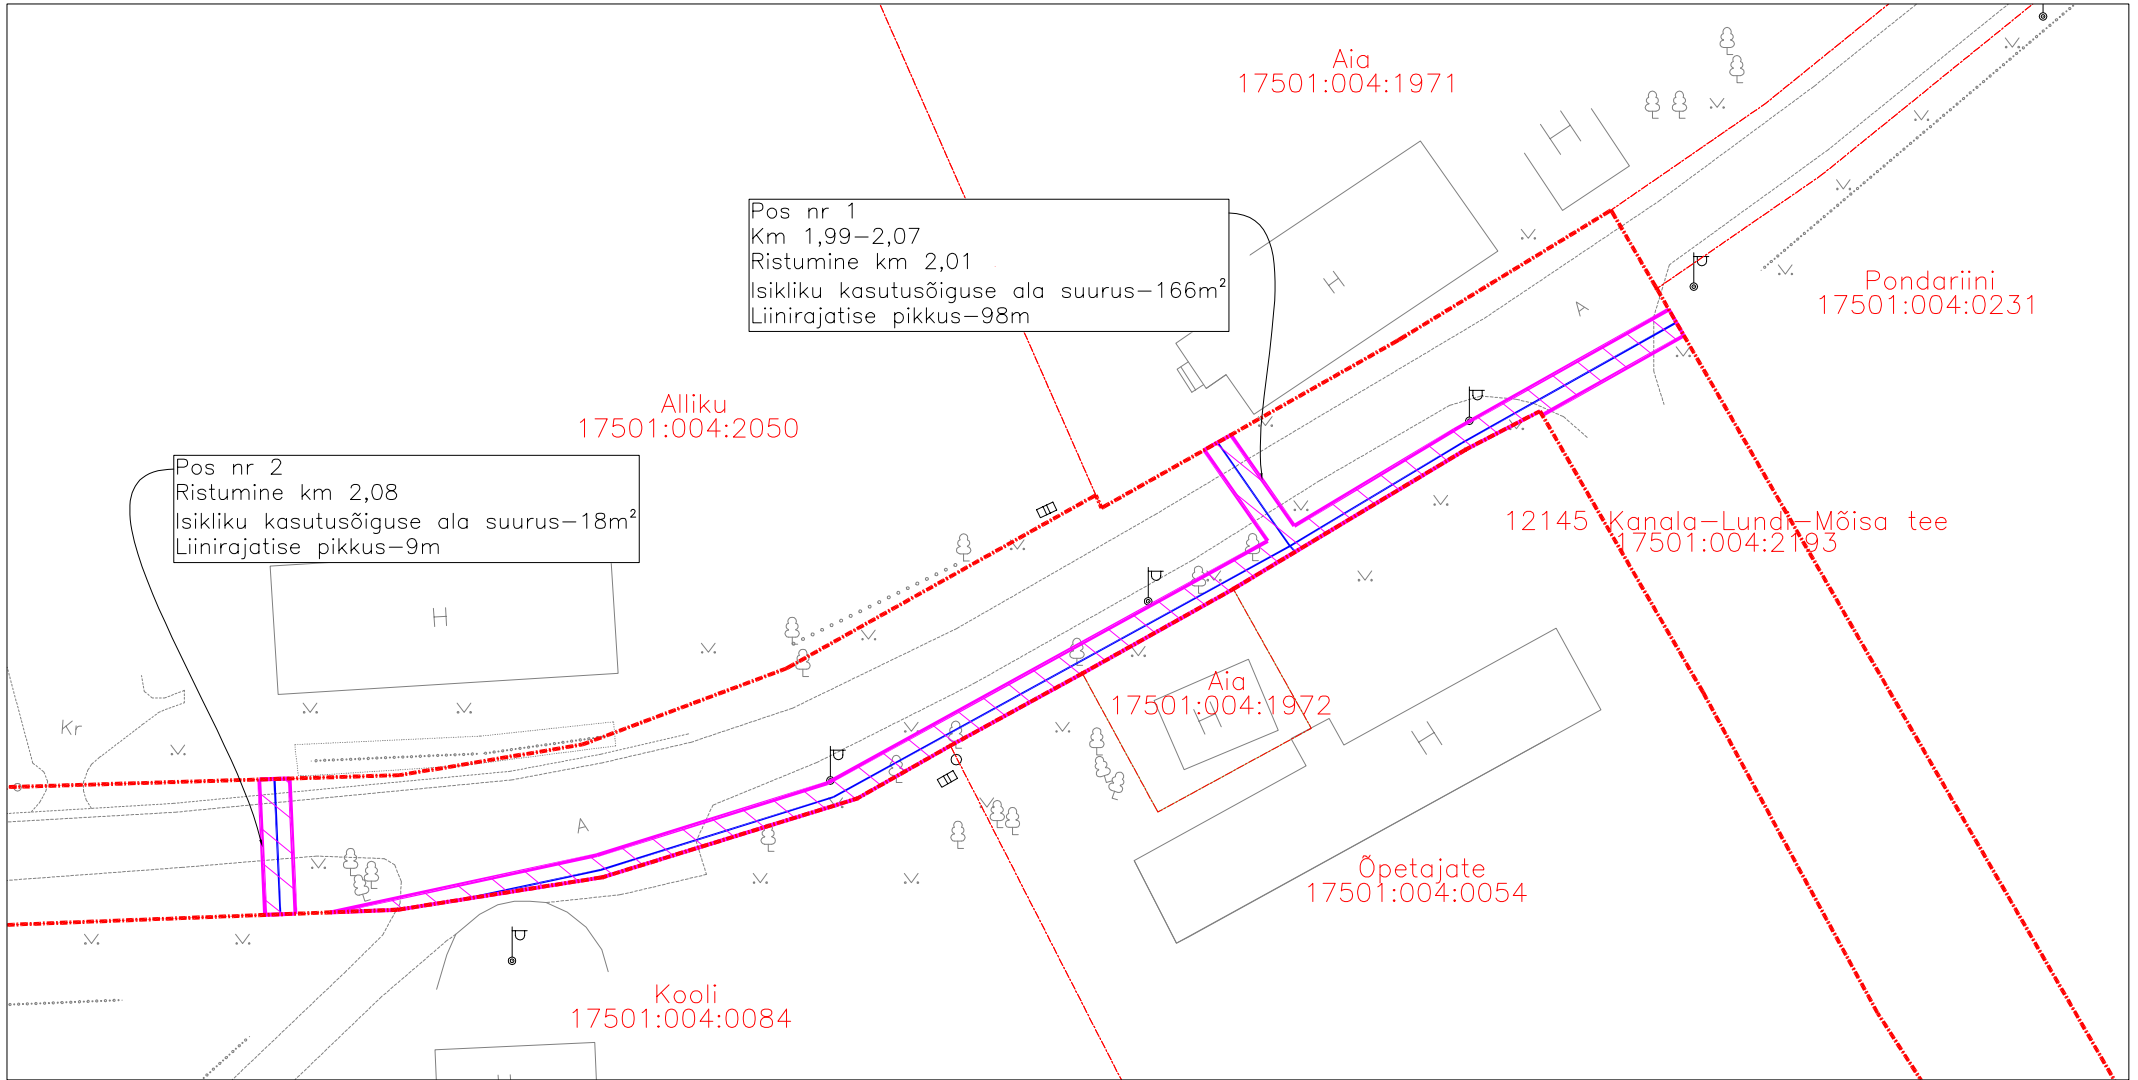 Aia
17501:004:1971
Pos nr 1
Km 1,99-2,07
Ristumine km 2,01
Isikliku kasutusõiguse ala suurus-166m²
Liinirajatise pikkus-98m
H
H
A
Pondariini
17501:004:0231
Alliku
17501:004:2050
Pos nr 2
Ristumine km 2,08
Isikliku kasutusõiguse ala suurus-18m²
Liinirajatise pikkus-9m
12145 Kanala-Lundi-Mõisa tee
17501:004:2193
H
Aia
17501:004:1972
H
H
Kr
A
Õpetajate
17501:004:0054
Kooli
17501:004:0084
H